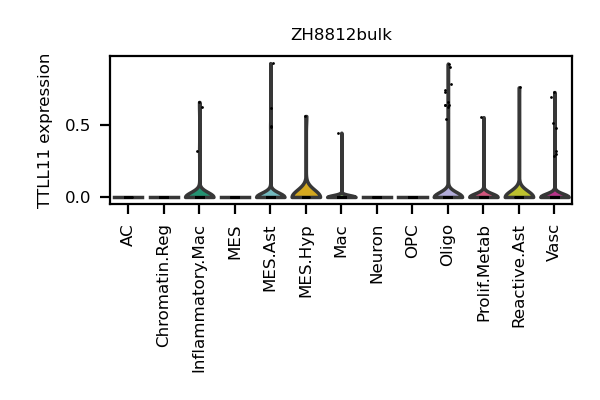 ZH8812bulk
TTLL11 expression
0.5
0.0
AC
Chromatin.Reg
Inflammatory.Mac
MES
MES.Ast
MES.Hyp
Mac
Neuron
OPC
Oligo
Prolif.Metab
Reactive.Ast
Vasc